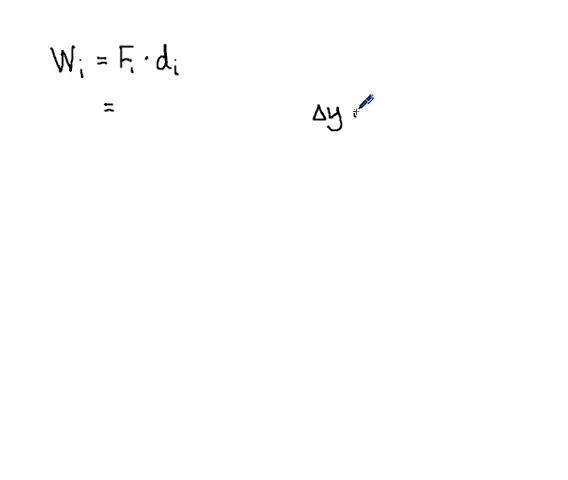 Wᵢ = Fᵢ · dᵢ
= Δy